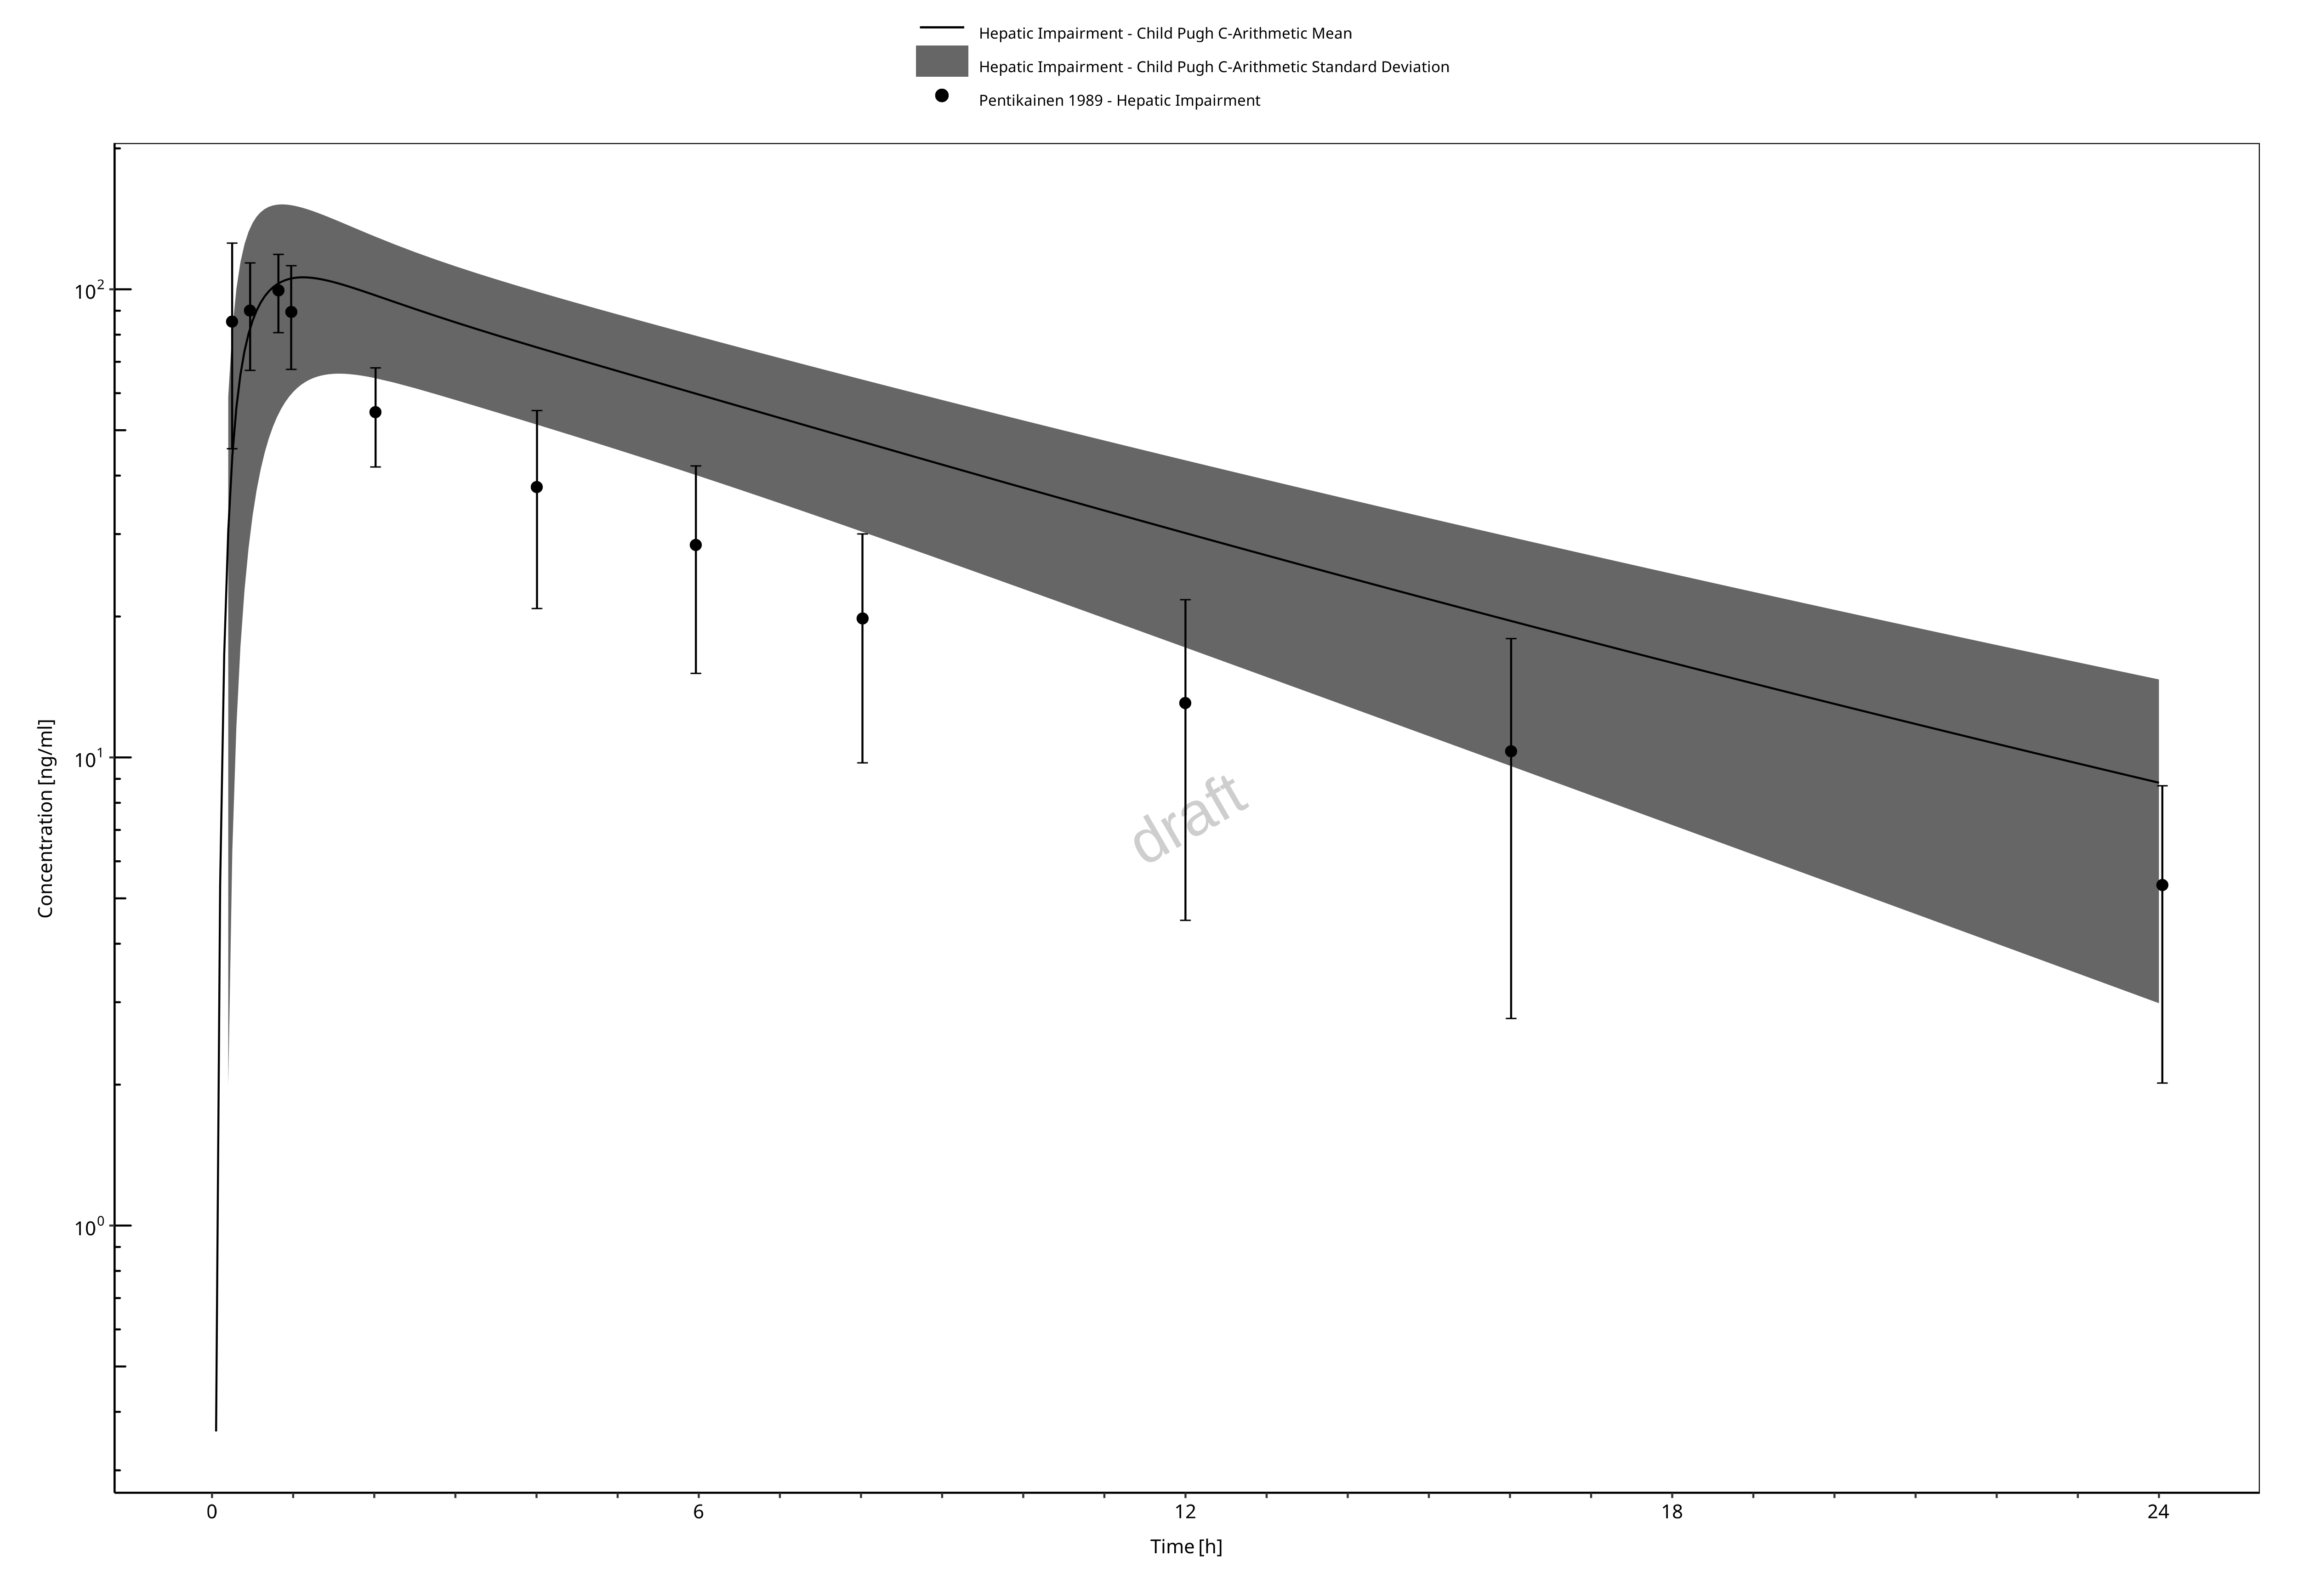 Hepatic Impairment - Child Pugh C-Arithmetic Mean
Hepatic Impairment - Child Pugh C-Arithmetic Standard Deviation
Pentikainen 1989 - Hepatic Impairment
10²
10¹
10⁰
Concentration [ng/ml]
draft
0 6 12 18 24
Time [h]